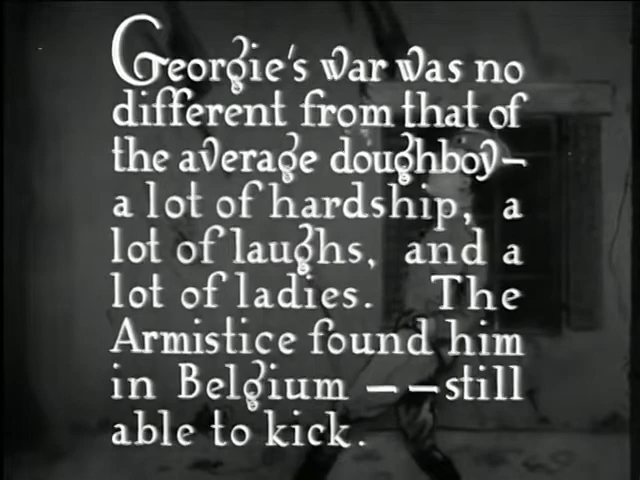 Georgie's war was no
different from that of
the average doughboy—
a lot of hardship, a
lot of laughs, and a
lot of ladies. The
Armistice found him
in Belgium — — still
able to kick.